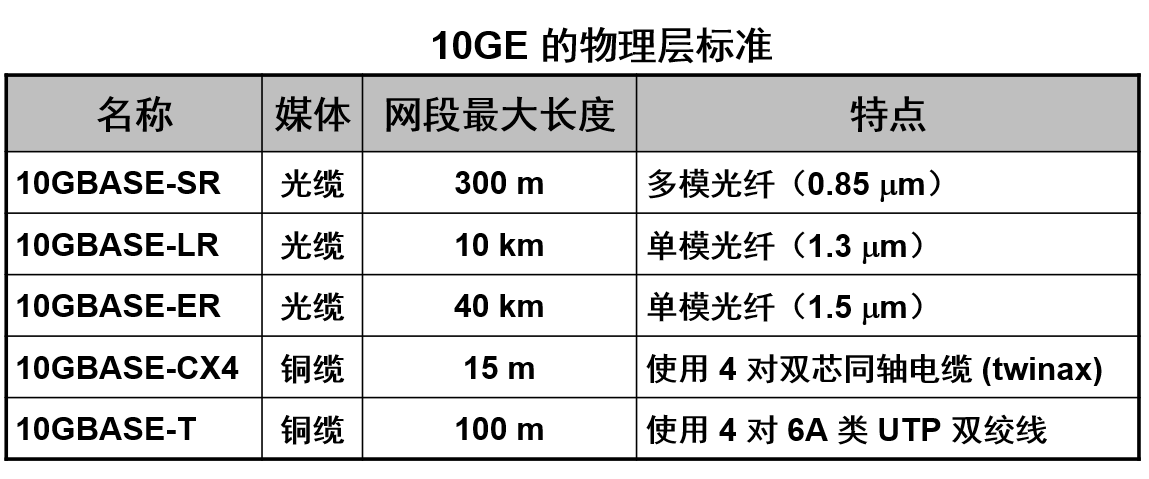 10GE 的物理层标准
名称 媒体 网段最大长度 特点
10GBASE-SR 光缆 300 m 多模光纤（0.85 μm）
10GBASE-LR 光缆 10 km 单模光纤（1.3 μm）
10GBASE-ER 光缆 40 km 单模光纤（1.5 μm）
10GBASE-CX4 铜缆 15 m 使用 4 对双芯同轴电缆 (twinax)
10GBASE-T 铜缆 100 m 使用 4 对 6A 类 UTP 双绞线